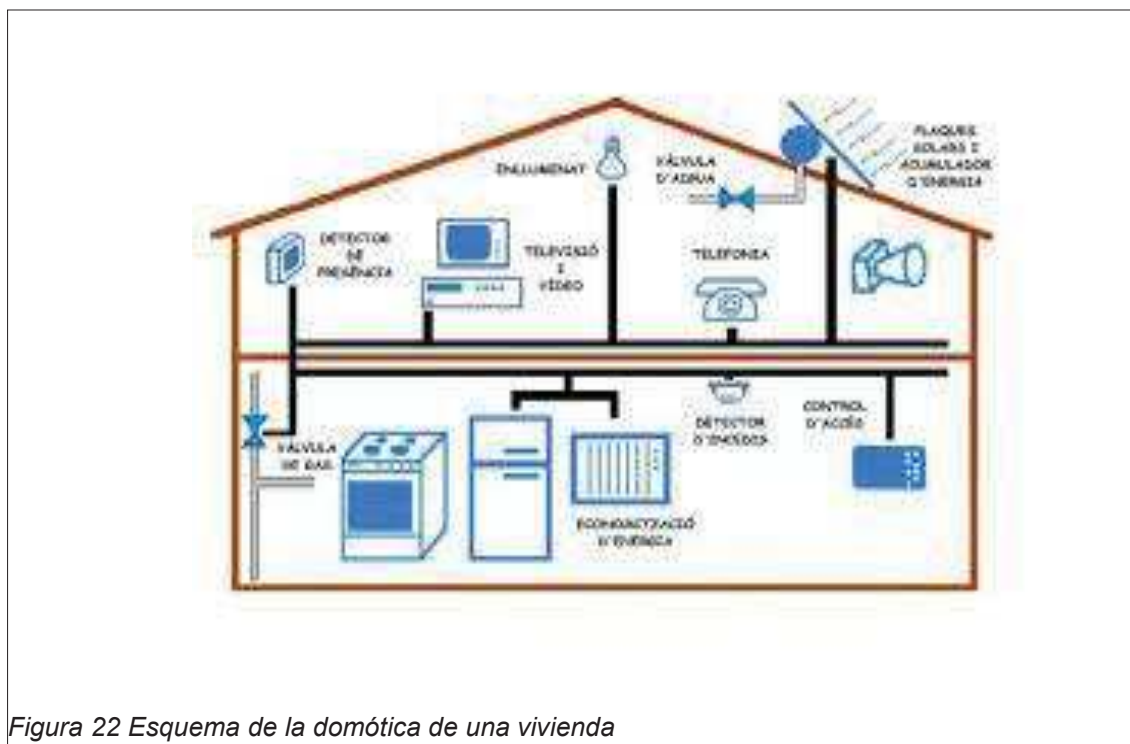 PLAQUES
SOLARS I
ACUMULADOR
D'ENERGIA
ENLLUMENAT
VÀLVULA
D'AIGUA
DETECTOR
DE
PRESÈNCIA
TELEVISIÓ
I
VÍDEO
TELEFONIA
VÀLVULA
DE GAS
DETECTOR
CONTROL
D'ACCÉS
ECONOMITZACIÓ
D'ENERGIA
Figura 22 Esquema de la domótica de una vivienda